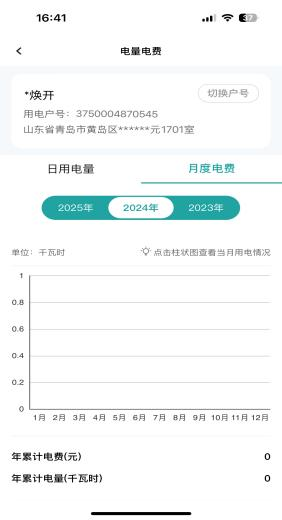 16:41
37
电量电费
*焕开
切换户号
用电户号：3750004870545
山东省青岛市黄岛区******元1701室
日用电量
月度电费
2025年
2024年
2023年
单位：千瓦时
点击柱状图查看当月用电情况
1
0.8
0.6
0.4
0.2
0
1月 2月 3月 4月 5月 6月 7月 8月 9月 10月 11月 12月
年累计电费(元) 0
年累计电量(千瓦时) 0